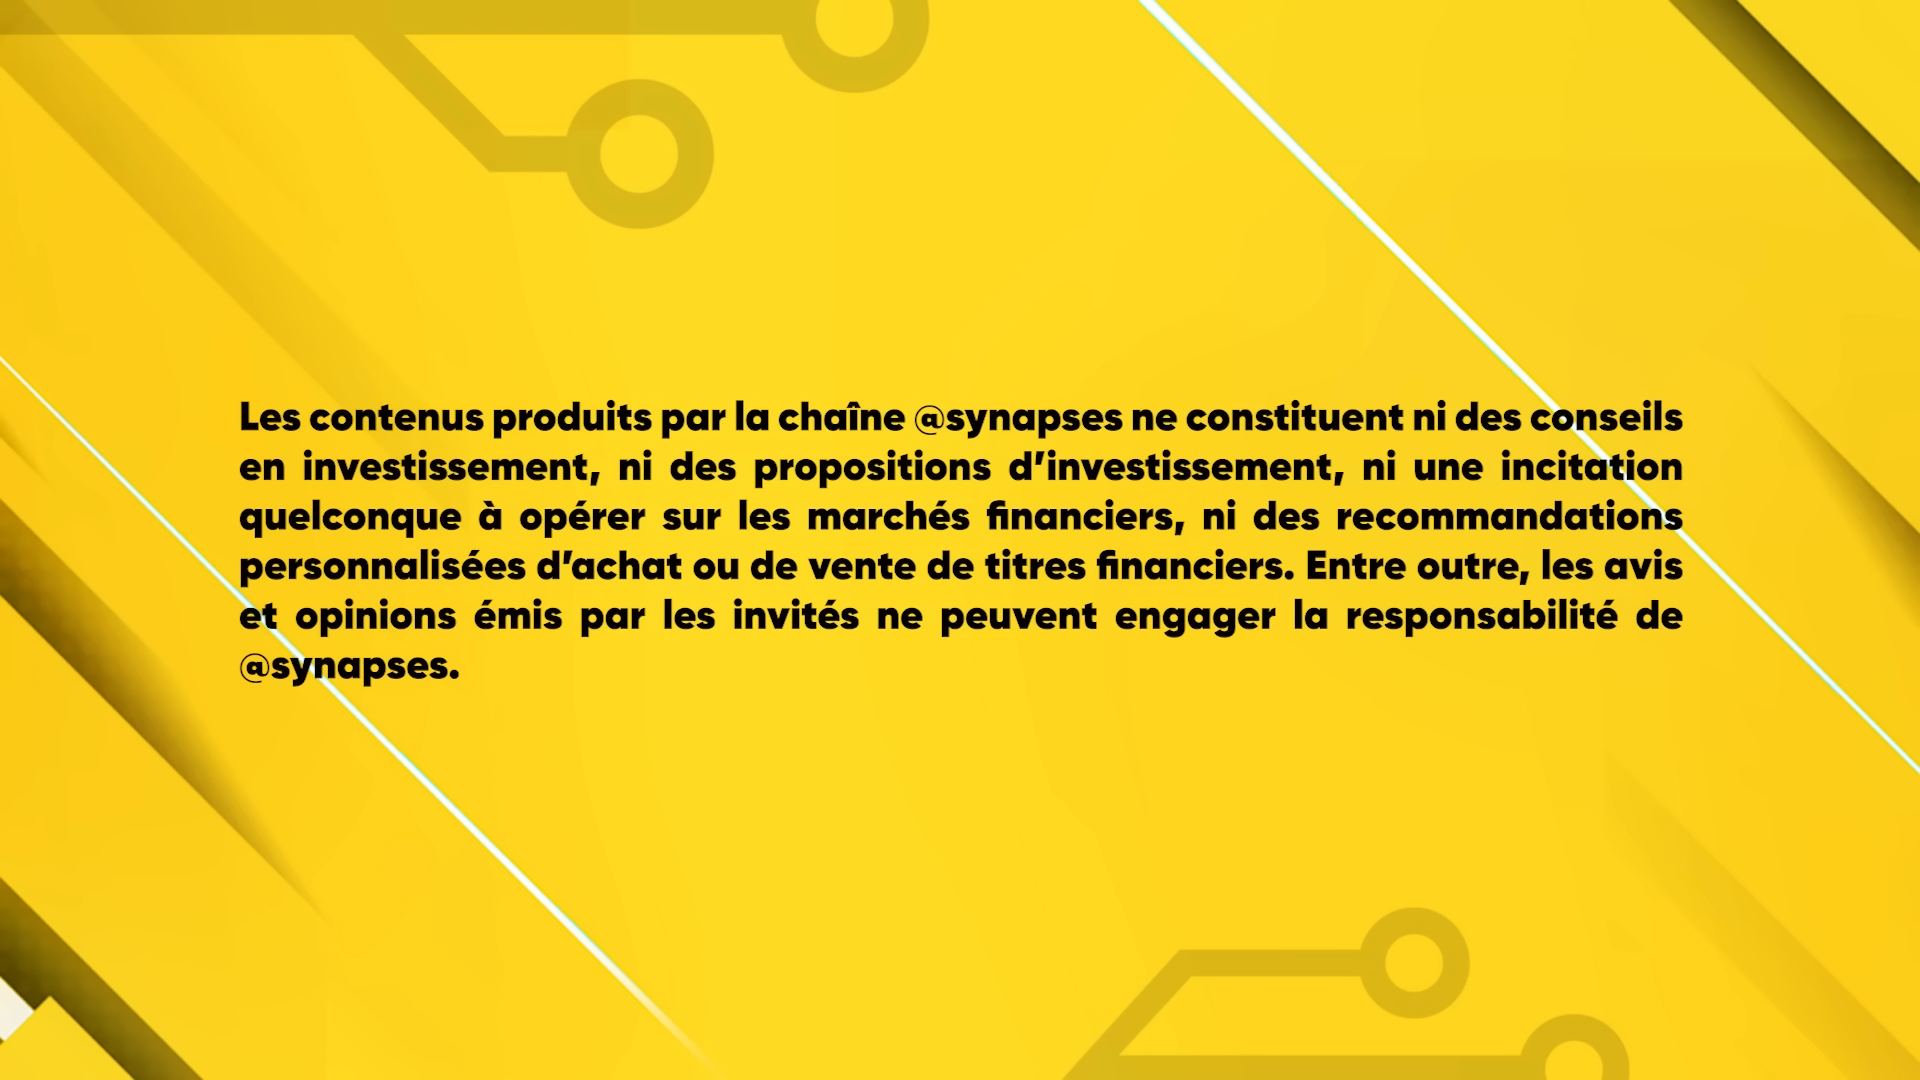 Les contenus produits par la chaîne @synapses ne constituent ni des conseils
en investissement, ni des propositions d’investissement, ni une incitation
quelconque à opérer sur les marchés financiers, ni des recommandations
personnalisées d’achat ou de vente de titres financiers. Entre outre, les avis
et opinions émis par les invités ne peuvent engager la responsabilité de
@synapses.